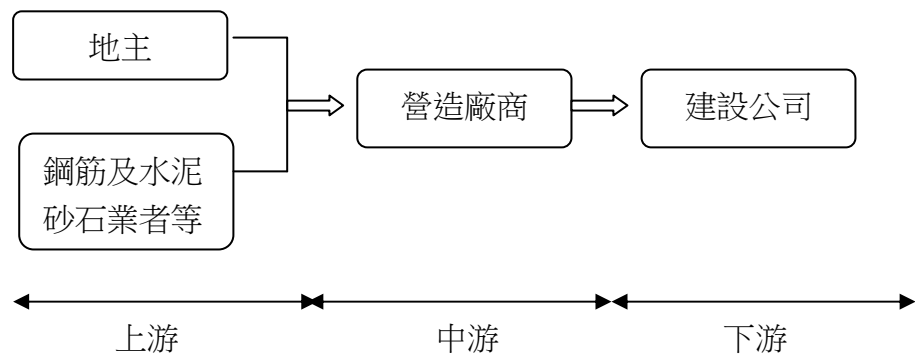 地主
鋼筋及水泥
砂石業者等
營造廠商
建設公司
上游
中游
下游